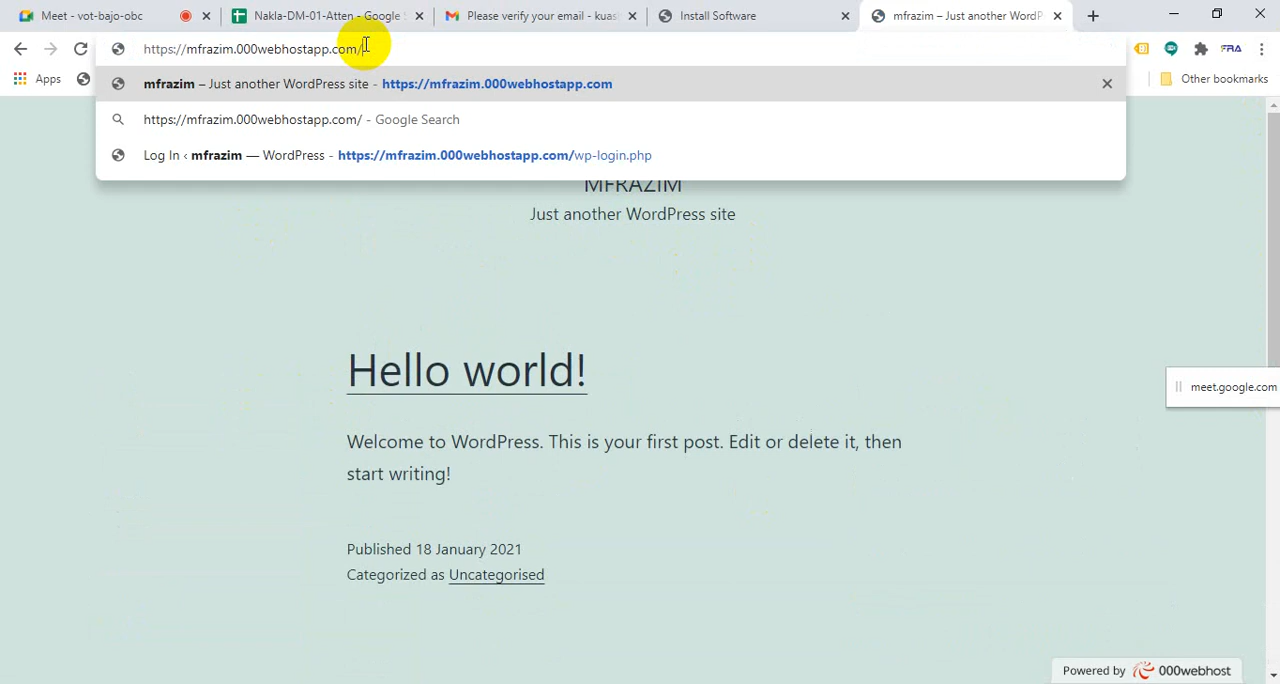 Meet - vot-bajo-obc
Nakla-DM-01-Atten - Google
Please verify your email - kuas
Install Software
mfrazim – Just another WordP
https://mfrazim.000webhostapp.com/
FRA
Apps
Other bookmarks
mfrazim – Just another WordPress site - https://mfrazim.000webhostapp.com
https://mfrazim.000webhostapp.com/ - Google Search
Log In ‹ mfrazim — WordPress - https://mfrazim.000webhostapp.com/wp-login.php
MFRAZIM
Just another WordPress site
meet.google.com
Hello world!
Welcome to WordPress. This is your first post. Edit or delete it, then
start writing!
Published 18 January 2021
Categorized as Uncategorised
Powered by 000webhost